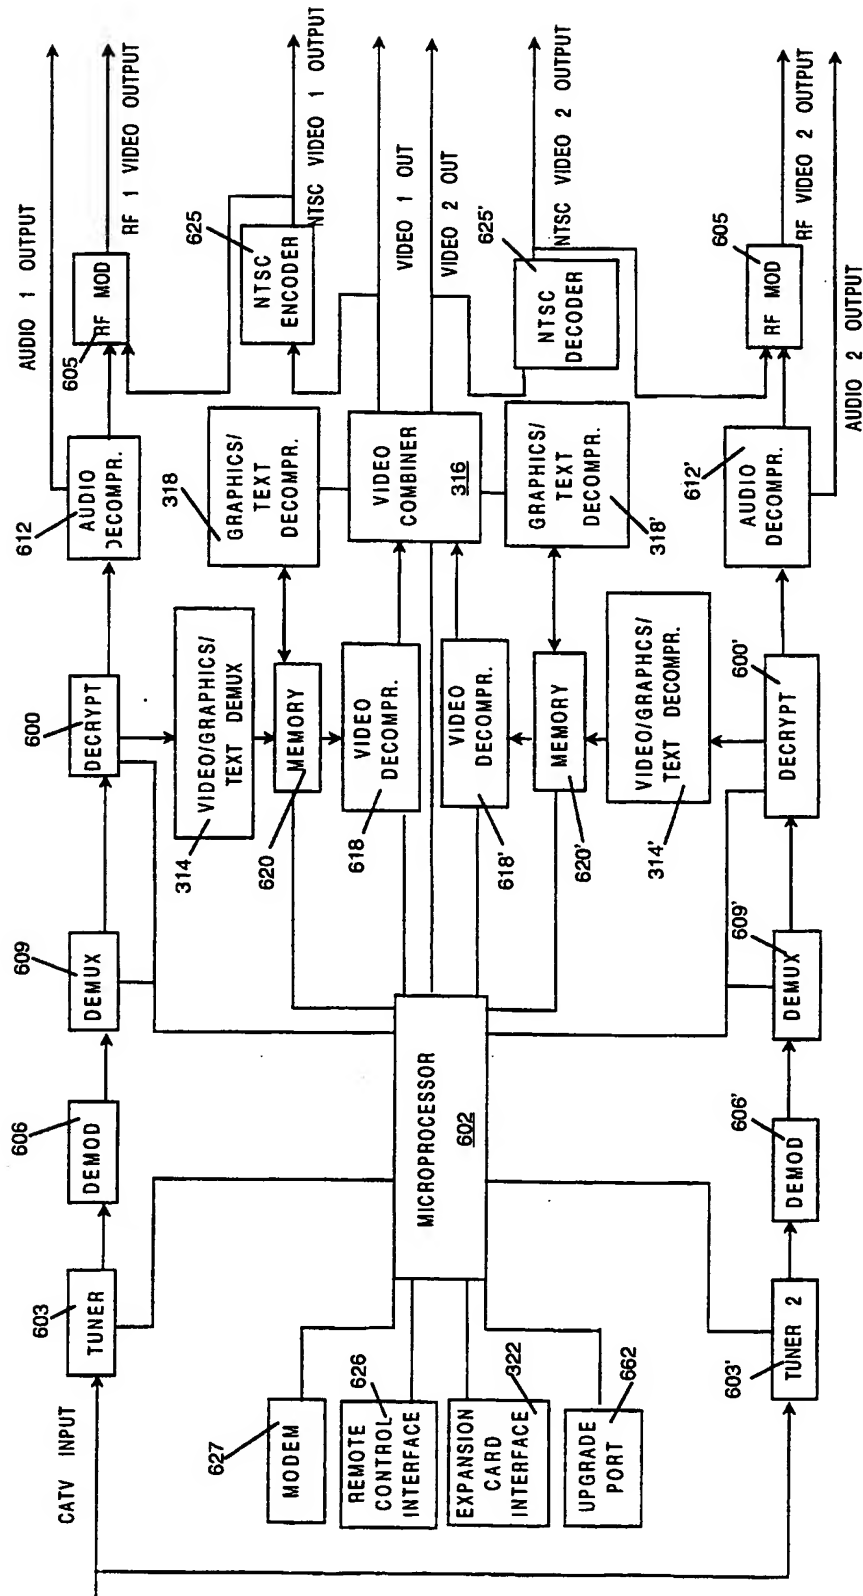 CATV INPUT
603
TUNER
606
DEMOD
609
DEMUX
600
DECRYPT
612
AUDIO
DECOMPR.
605
RF MOD
AUDIO 1 OUTPUT
RF 1 VIDEO OUTPUT
314
VIDEO/GRAPHICS/
TEXT DEMUX
318
GRAPHICS/
TEXT
DECOMPR.
625
NTSC
ENCODER
NTSC VIDEO 1 OUTPUT
627
MODEM
620
MEMORY
618
VIDEO
DECOMPR.
VIDEO
COMBINER
316
VIDEO 1 OUT
VIDEO 2 OUT
626
REMOTE
CONTROL
INTERFACE
MICROPROCESSOR
602
322
EXPANSION
CARD
INTERFACE
662
UPGRADE
PORT
618'
VIDEO
DECOMPR.
620'
MEMORY
318'
GRAPHICS/
TEXT
DECOMPR.
625'
NTSC
DECODER
NTSC VIDEO 2 OUTPUT
314'
VIDEO/GRAPHCS/
TEXT DECOMPR.
603'
TUNER 2
606'
DEMOD
609'
DEMUX
600'
DECRYPT
612'
AUDIO
DECOMPR.
605
RF MOD
RF VIDEO 2 OUTPUT
AUDIO 2 OUTPUT